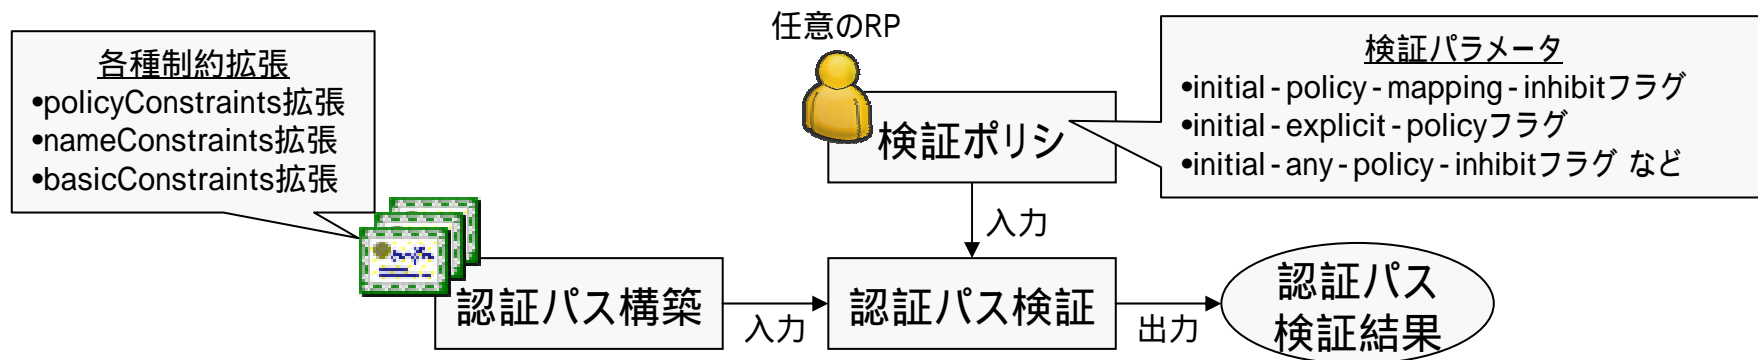 各種制約拡張
•policyConstraints拡張
•nameConstraints拡張
•basicConstraints拡張
任意のRP
検証ポリシ
検証パラメータ
•initial-policy-mapping-inhibitフラグ
•initial-explicit-policyフラグ
•initial-any-policy-inhibitフラグ など
入力
認証パス構築
入力
認証パス検証
出力
認証パス
検証結果